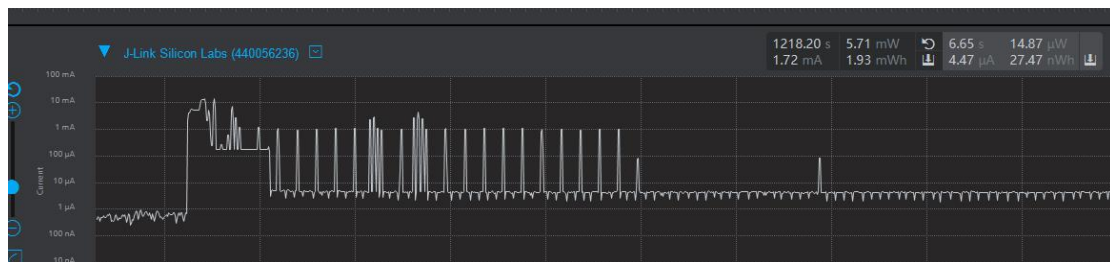 J-Link Silicon Labs (440056236)
1218.20 s 5.71 mW 6.65 s 14.87 µW
1.72 mA 1.93 mWh 4.47 µA 27.47 nWh
100 mA
10 mA
1 mA
100 µA
10 µA
1 µA
100 nA
10 nA
Current